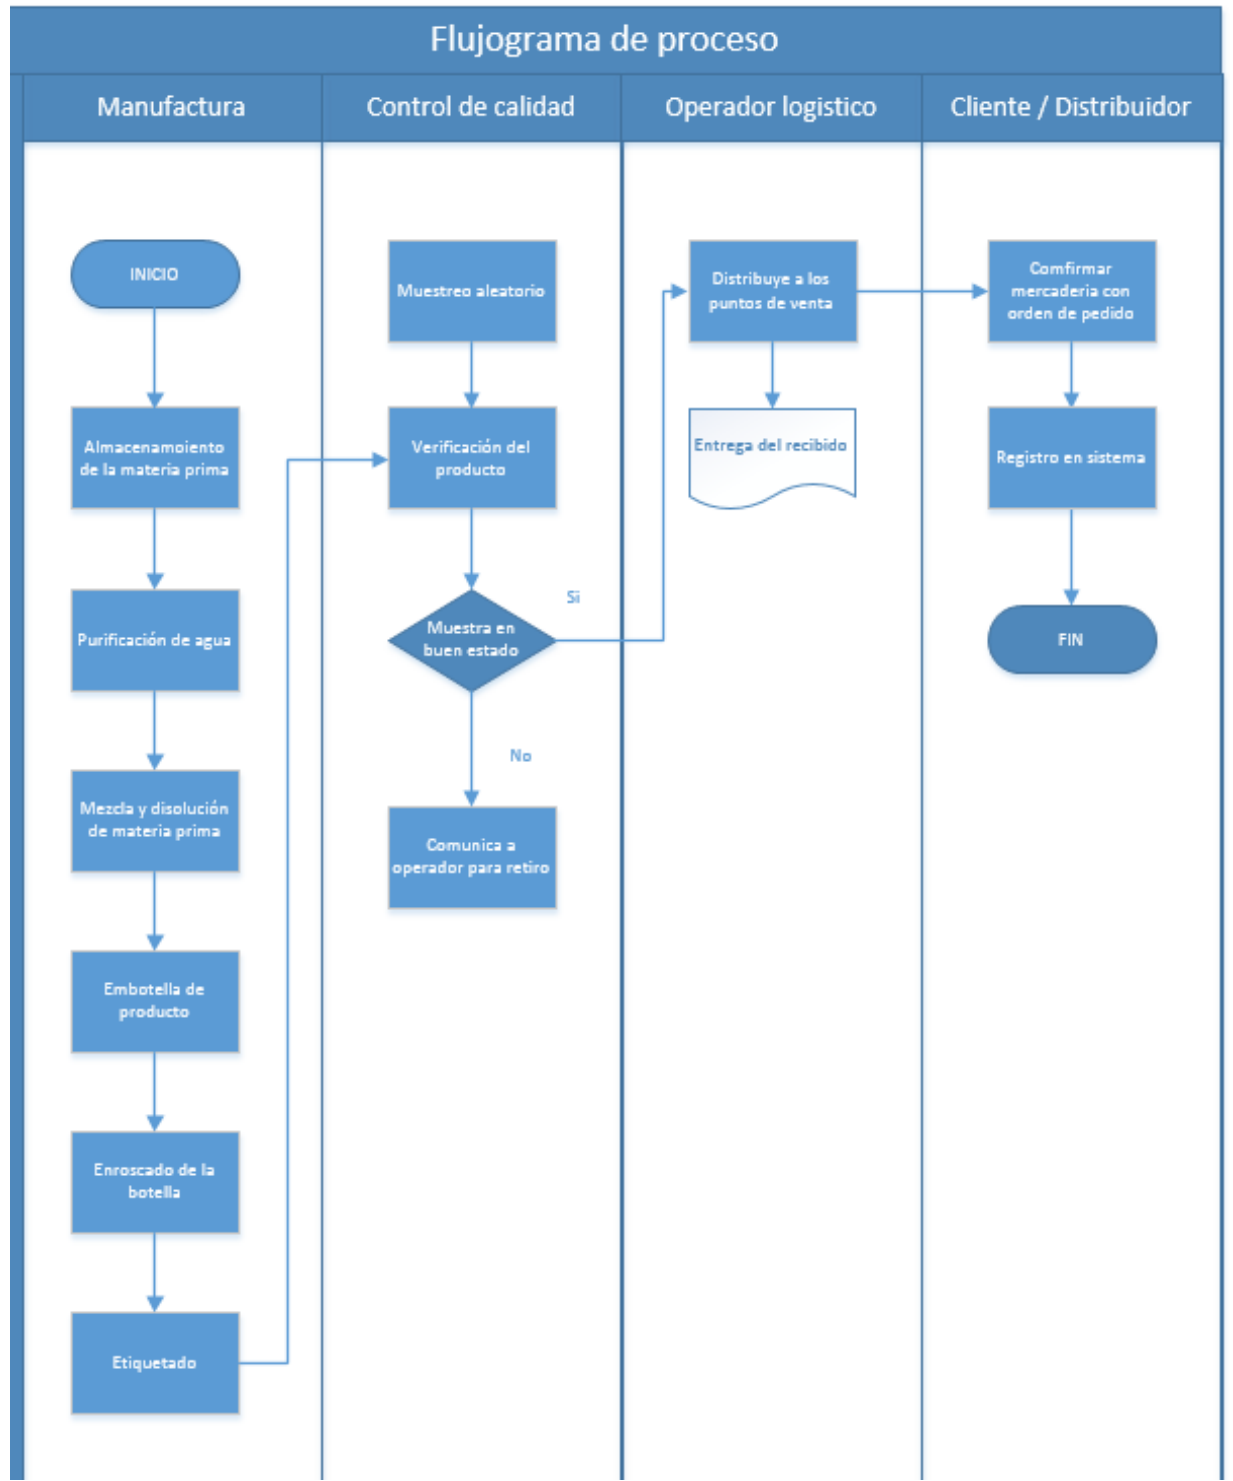 Flujograma de proceso
Manufactura
Control de calidad
Operador logistico
Cliente / Distribuidor
INICIO
Almacenamoiento
de la materia prima
Purificación de agua
Mezcla y disolución
de materia prima
Embotella de
producto
Enroscado de la
botella
Etiquetado
Muestreo aleatorio
Verificación del
producto
Muestra en
buen estado
Si
No
Comunica a
operador para retiro
Distribuye a los
puntos de venta
Entrega del recibido
Comfirmar
mercaderia con
orden de pedido
Registro en sistema
FIN